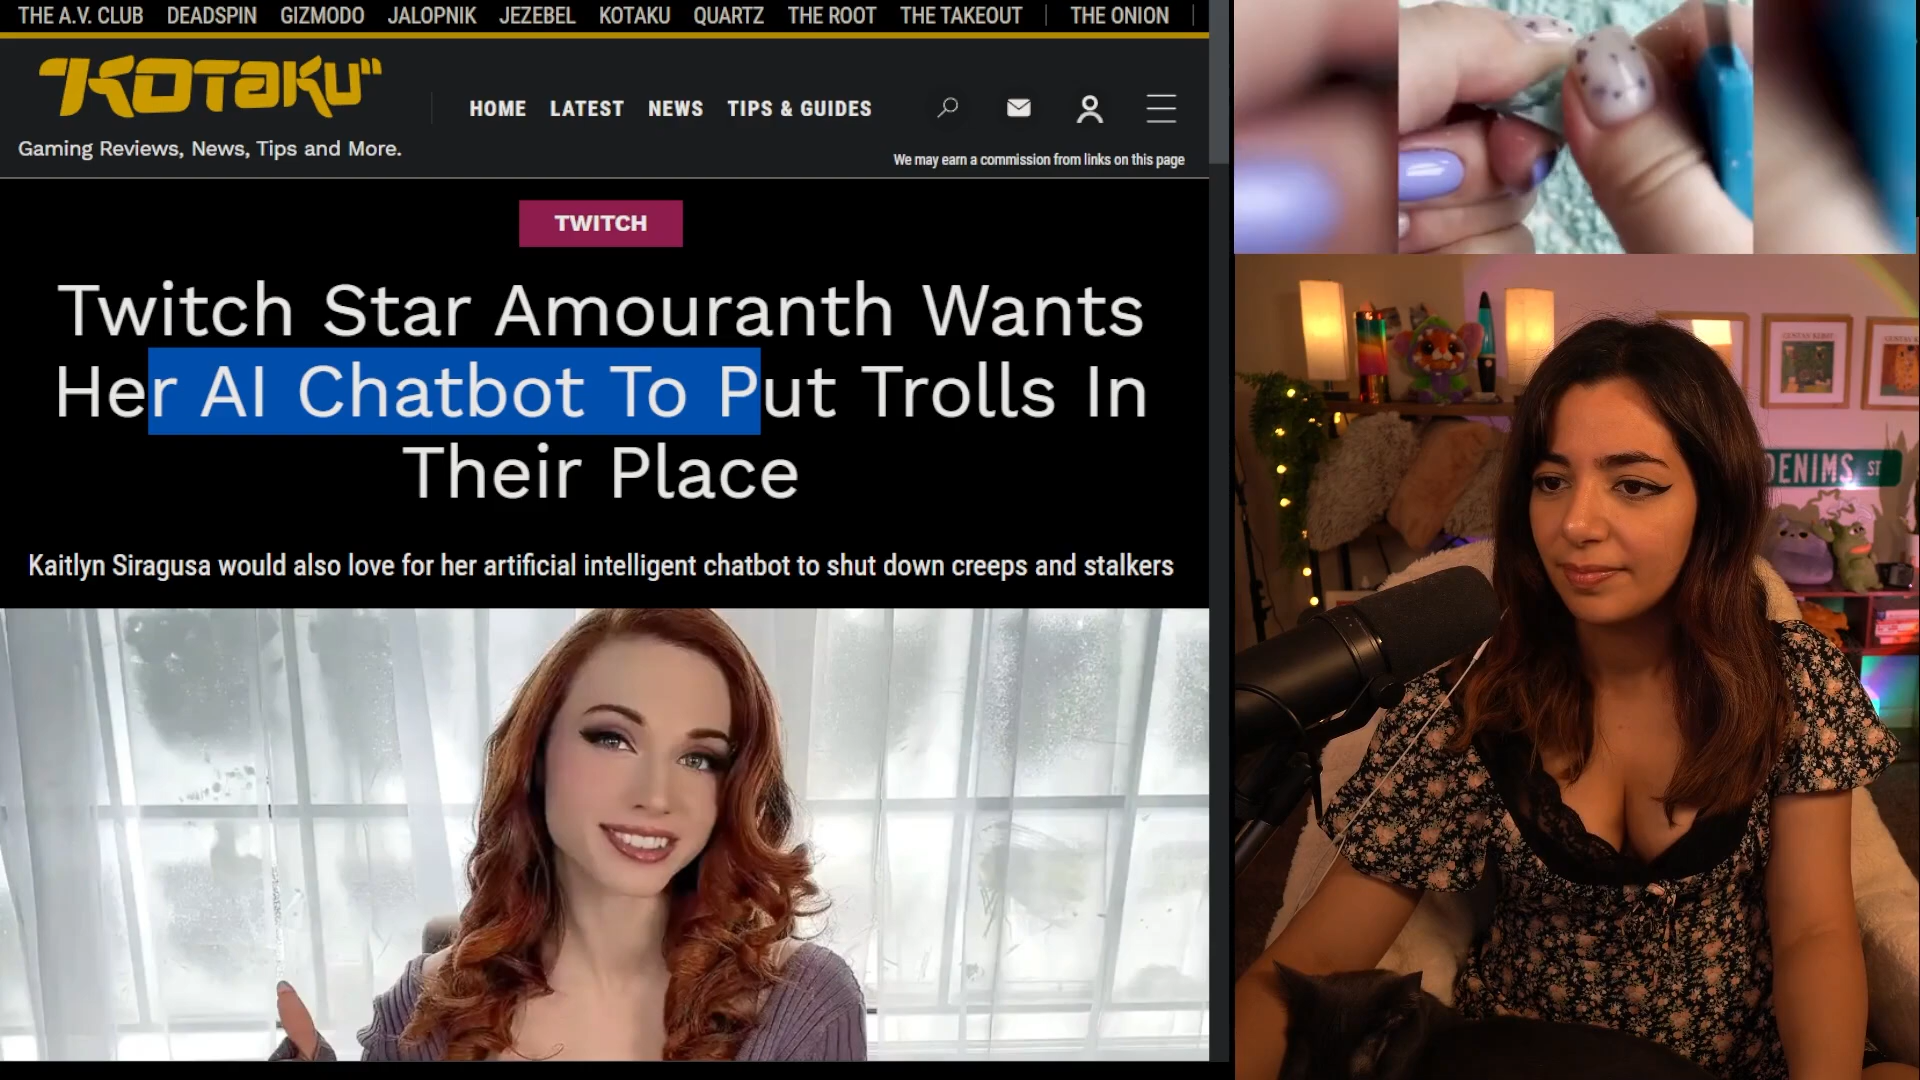 THE A.V. CLUB DEADSPIN GIZMODO JALOPNIK JEZEBEL KOTAKU QUARTZ THE ROOT THE TAKEOUT THE ONION
KOTAKU
Gaming Reviews, News, Tips and More.
HOME LATEST NEWS TIPS & GUIDES
We may earn a commission from links on this page
TWITCH
Twitch Star Amouranth Wants
Her AI Chatbot To Put Trolls In
Their Place
Kaitlyn Siragusa would also love for her artificial intelligent chatbot to shut down creeps and stalkers
DENIMS ST